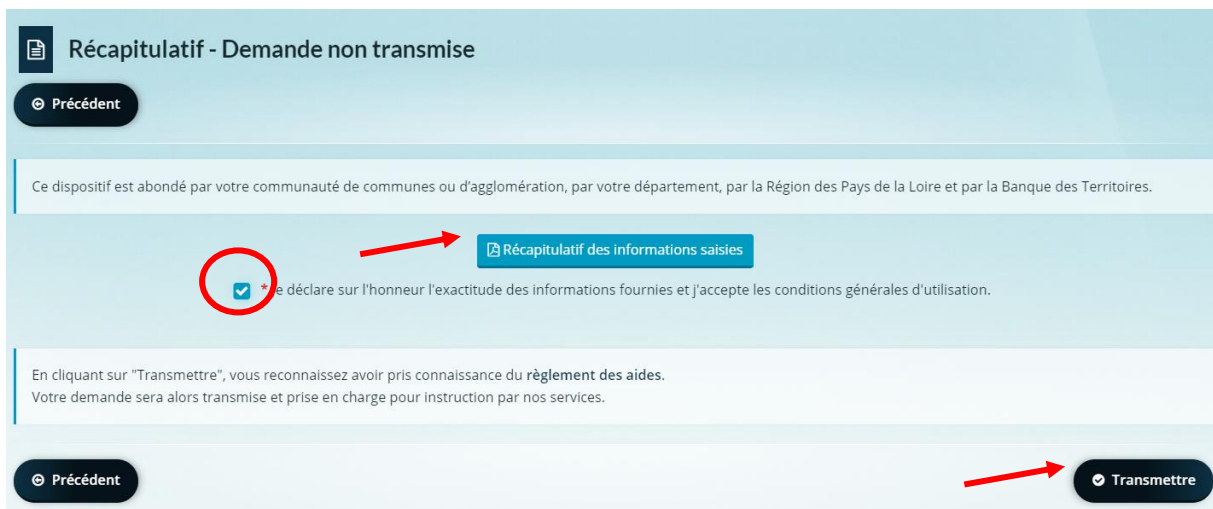 Récapitulatif - Demande non transmise
Précédent
Ce dispositif est abondé par votre communauté de communes ou d'agglomération, par votre département, par la Région des Pays de la Loire et par la Banque des Territoires.
Récapitulatif des informations saisies
* e déclare sur l'honneur l'exactitude des informations fournies et j'accepte les conditions générales d'utilisation.
En cliquant sur "Transmettre", vous reconnaissez avoir pris connaissance du règlement des aides.
Votre demande sera alors transmise et prise en charge pour instruction par nos services.
Précédent
Transmettre